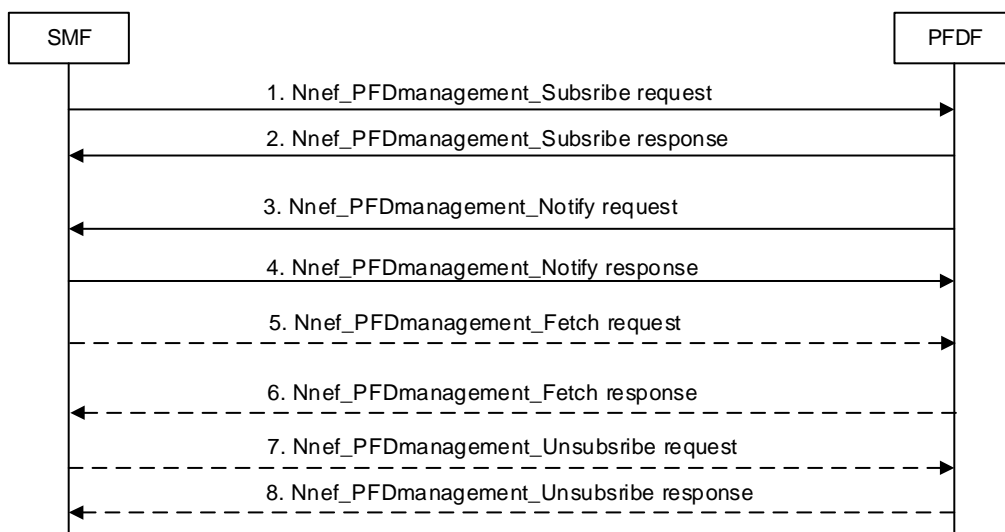 SMF
PFDF
1. Nnef_PFDmanagement_Subsribe request
2. Nnef_PFDmanagement_Subsribe response
3. Nnef_PFDmanagement_Notify request
4. Nnef_PFDmanagement_Notify response
5. Nnef_PFDmanagement_Fetch request
6. Nnef_PFDmanagement_Fetch response
7. Nnef_PFDmanagement_Unsubsribe request
8. Nnef_PFDmanagement_Unsubsribe response